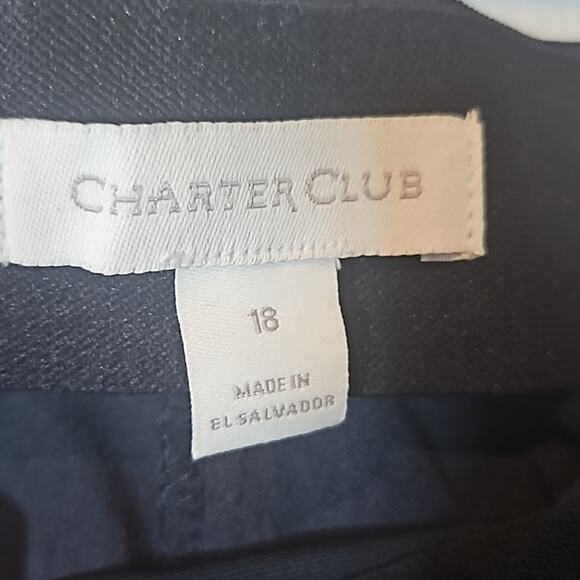 CHARTER CLUB
18
MADE IN
EL SALVADOR